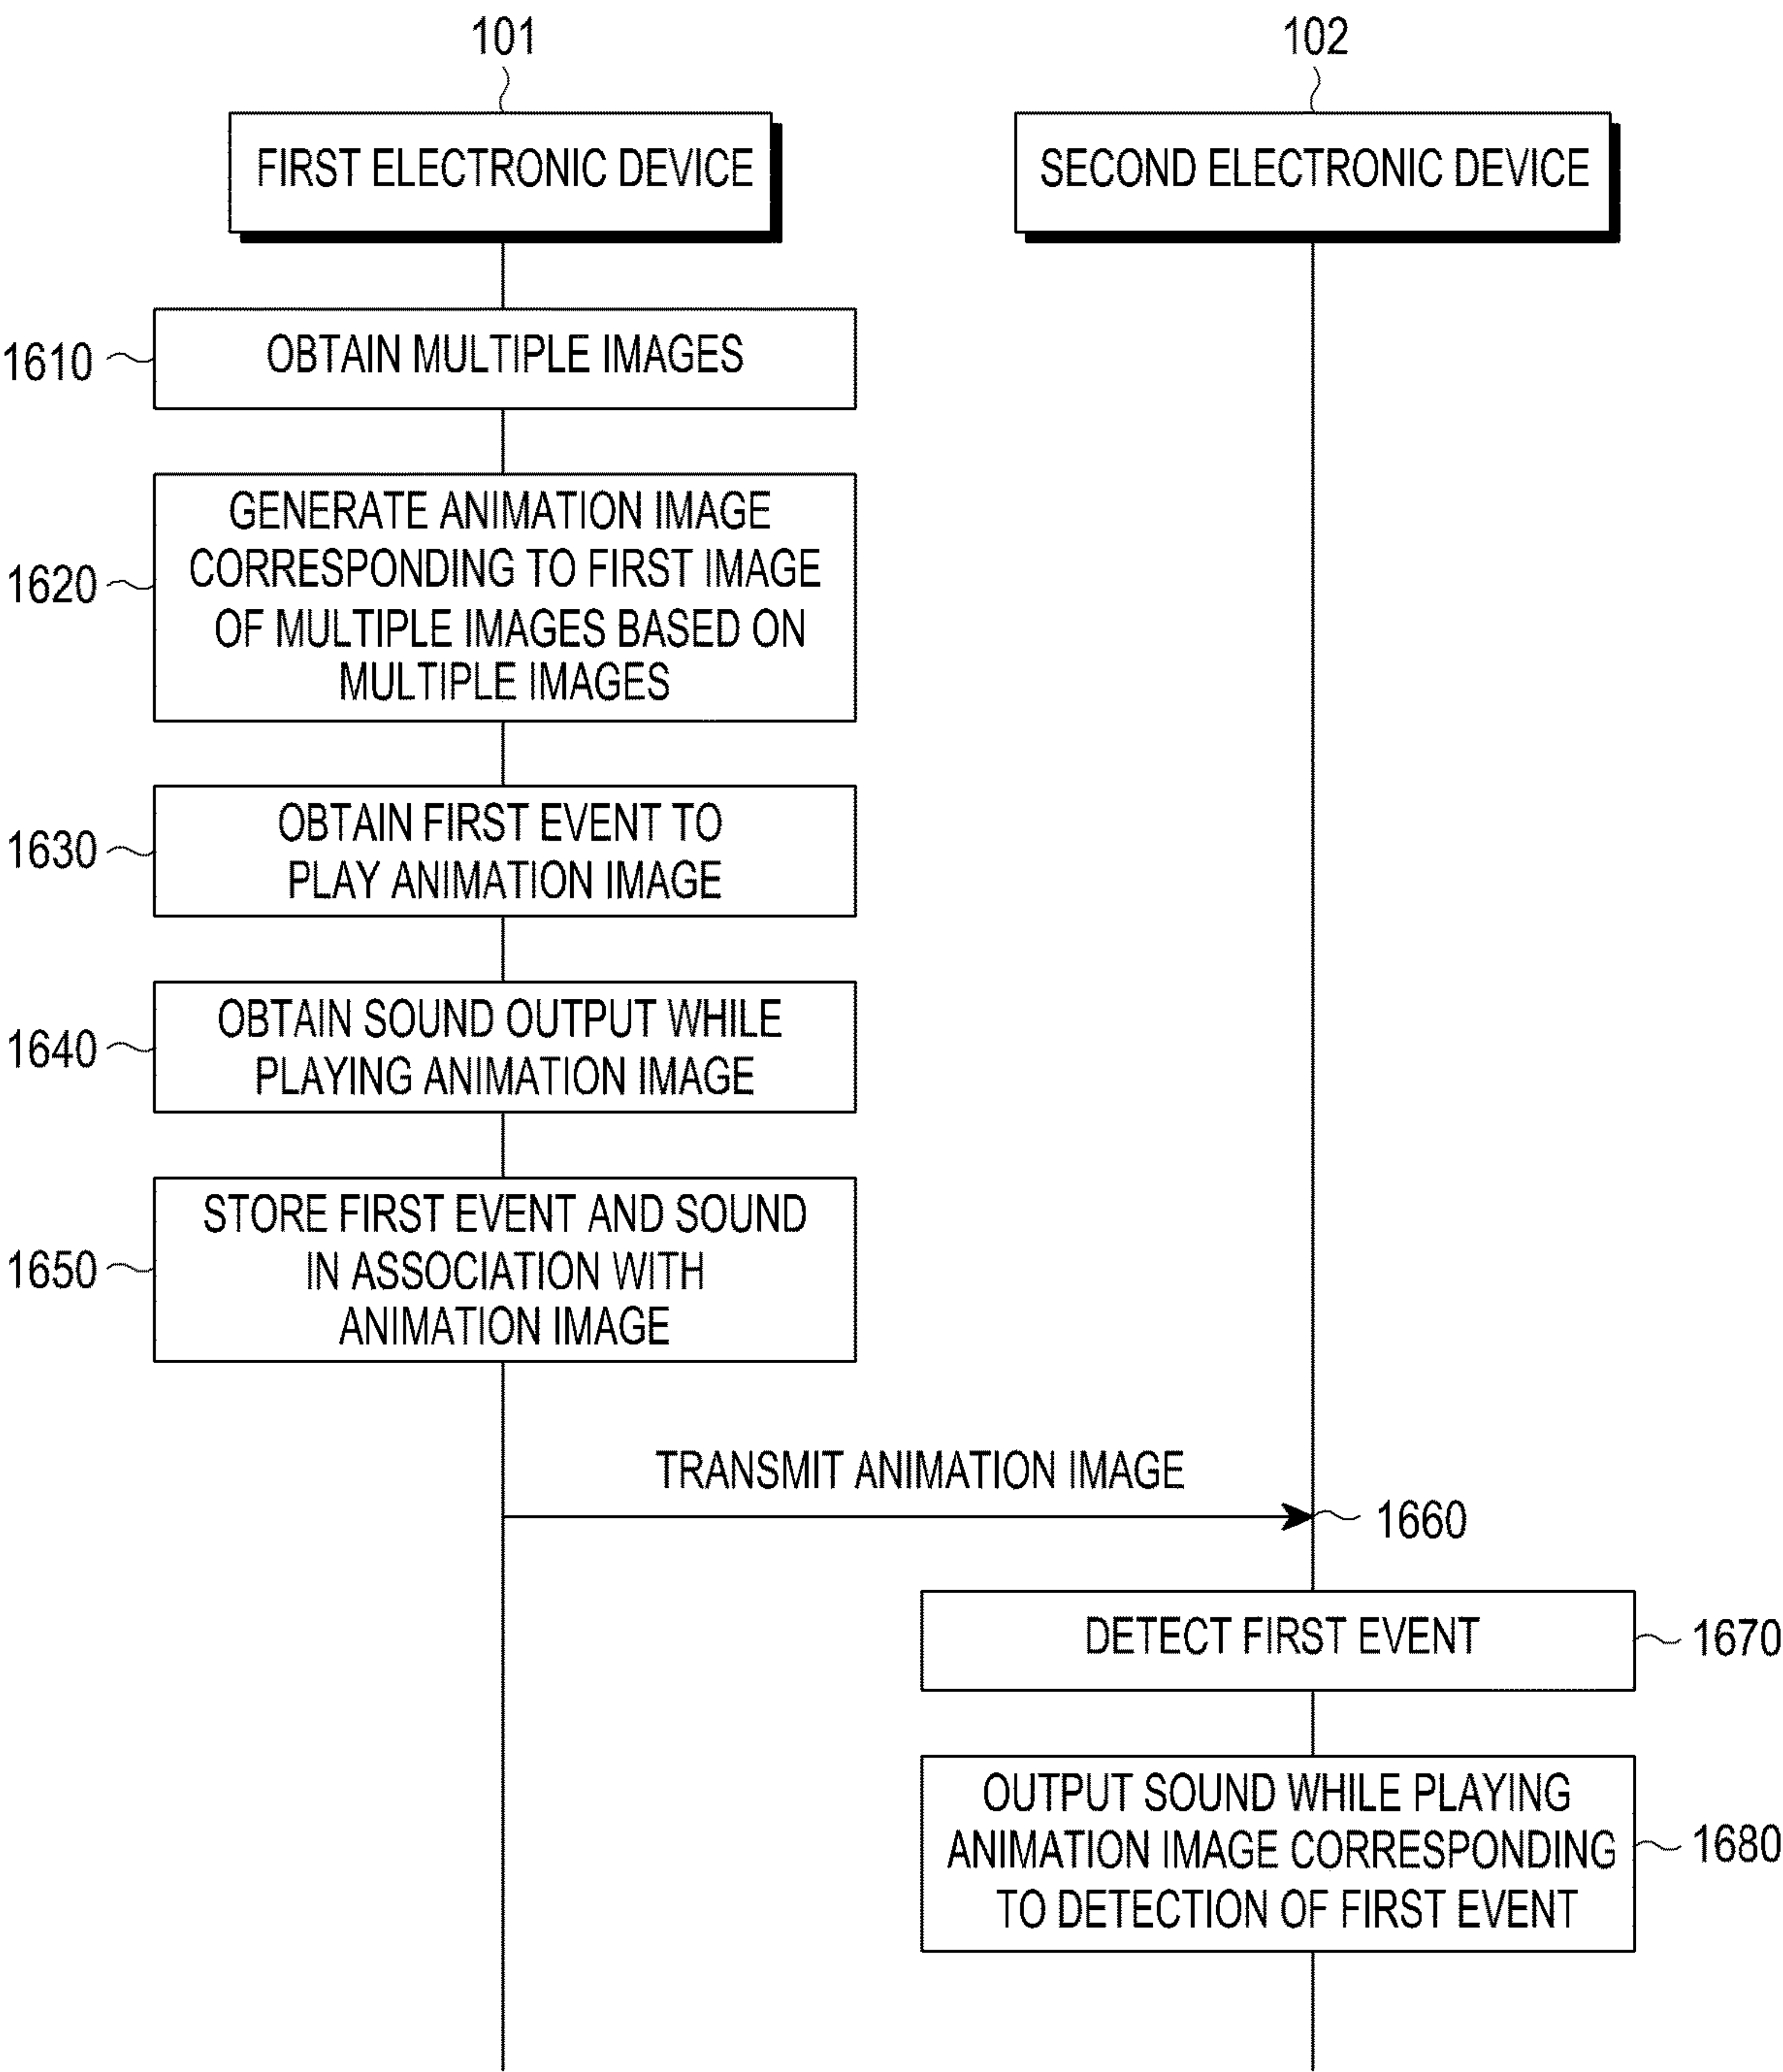 101
102
FIRST ELECTRONIC DEVICE
SECOND ELECTRONIC DEVICE
1610
OBTAIN MULTIPLE IMAGES
1620
GENERATE ANIMATION IMAGE
CORRESPONDING TO FIRST IMAGE
OF MULTIPLE IMAGES BASED ON
MULTIPLE IMAGES
1630
OBTAIN FIRST EVENT TO
PLAY ANIMATION IMAGE
1640
OBTAIN SOUND OUTPUT WHILE
PLAYING ANIMATION IMAGE
1650
STORE FIRST EVENT AND SOUND
IN ASSOCIATION WITH
ANIMATION IMAGE
TRANSMIT ANIMATION IMAGE
1660
DETECT FIRST EVENT
1670
OUTPUT SOUND WHILE PLAYING
ANIMATION IMAGE CORRESPONDING
TO DETECTION OF FIRST EVENT
1680